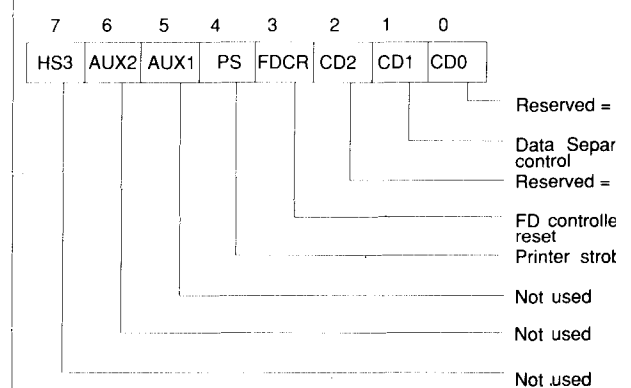 7 6 5 4 3 2 1 0
HS3 AUX2 AUX1 PS FDCR CD2 CD1 CD0
Reserved =
Data Separ
control
Reserved =
FD controlle
reset
Printer strob
Not used
Not used
Not used